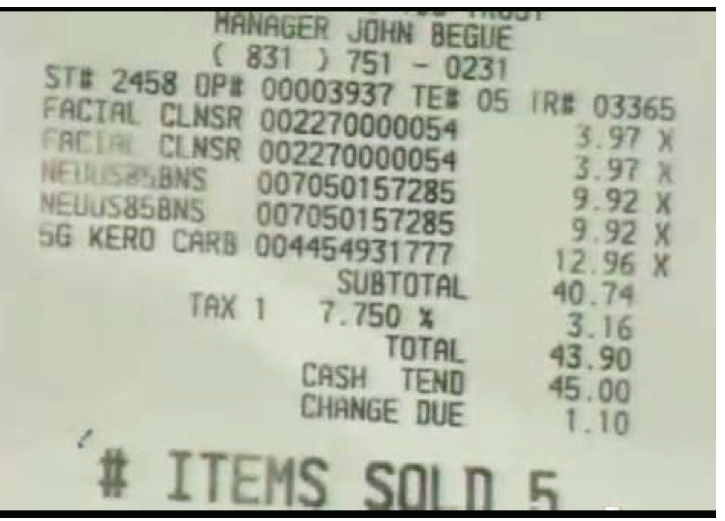 TRUST
MANAGER JOHN BEGUE
( 831 ) 751 - 0231
ST# 2458 OP# 00003937 TE# 05 TR# 03365
FACIAL CLNSR 002270000054 3.97 X
FACIAL CLNSR 002270000054 3.97 X
NEUUS85BNS 007050157285 9.92 X
NEUUS85BNS 007050157285 9.92 X
5G KERO CARB 004454931777 12.96 X
SUBTOTAL 40.74
TAX 1 7.750 % 3.16
TOTAL 43.90
CASH TEND 45.00
CHANGE DUE 1.10
# ITEMS SOLD 5